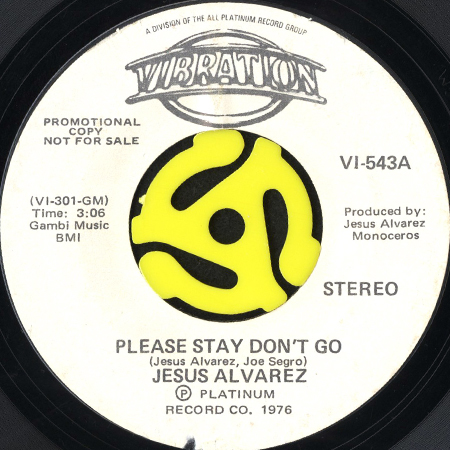 A DIVISION OF THE ALL PLATINUM RECORD GROUP
VIBRATION
PROMOTIONAL
COPY
NOT FOR SALE
VI-543A
(VI-301-GM)
Time: 3:06
Gambi Music
BMI
Produced by:
Jesus Alvarez
Monoceros
STEREO
PLEASE STAY DON'T GO
(Jesus Alvarez, Joe Segro)
JESUS ALVAREZ
Ⓟ PLATINUM
RECORD CO. 1976